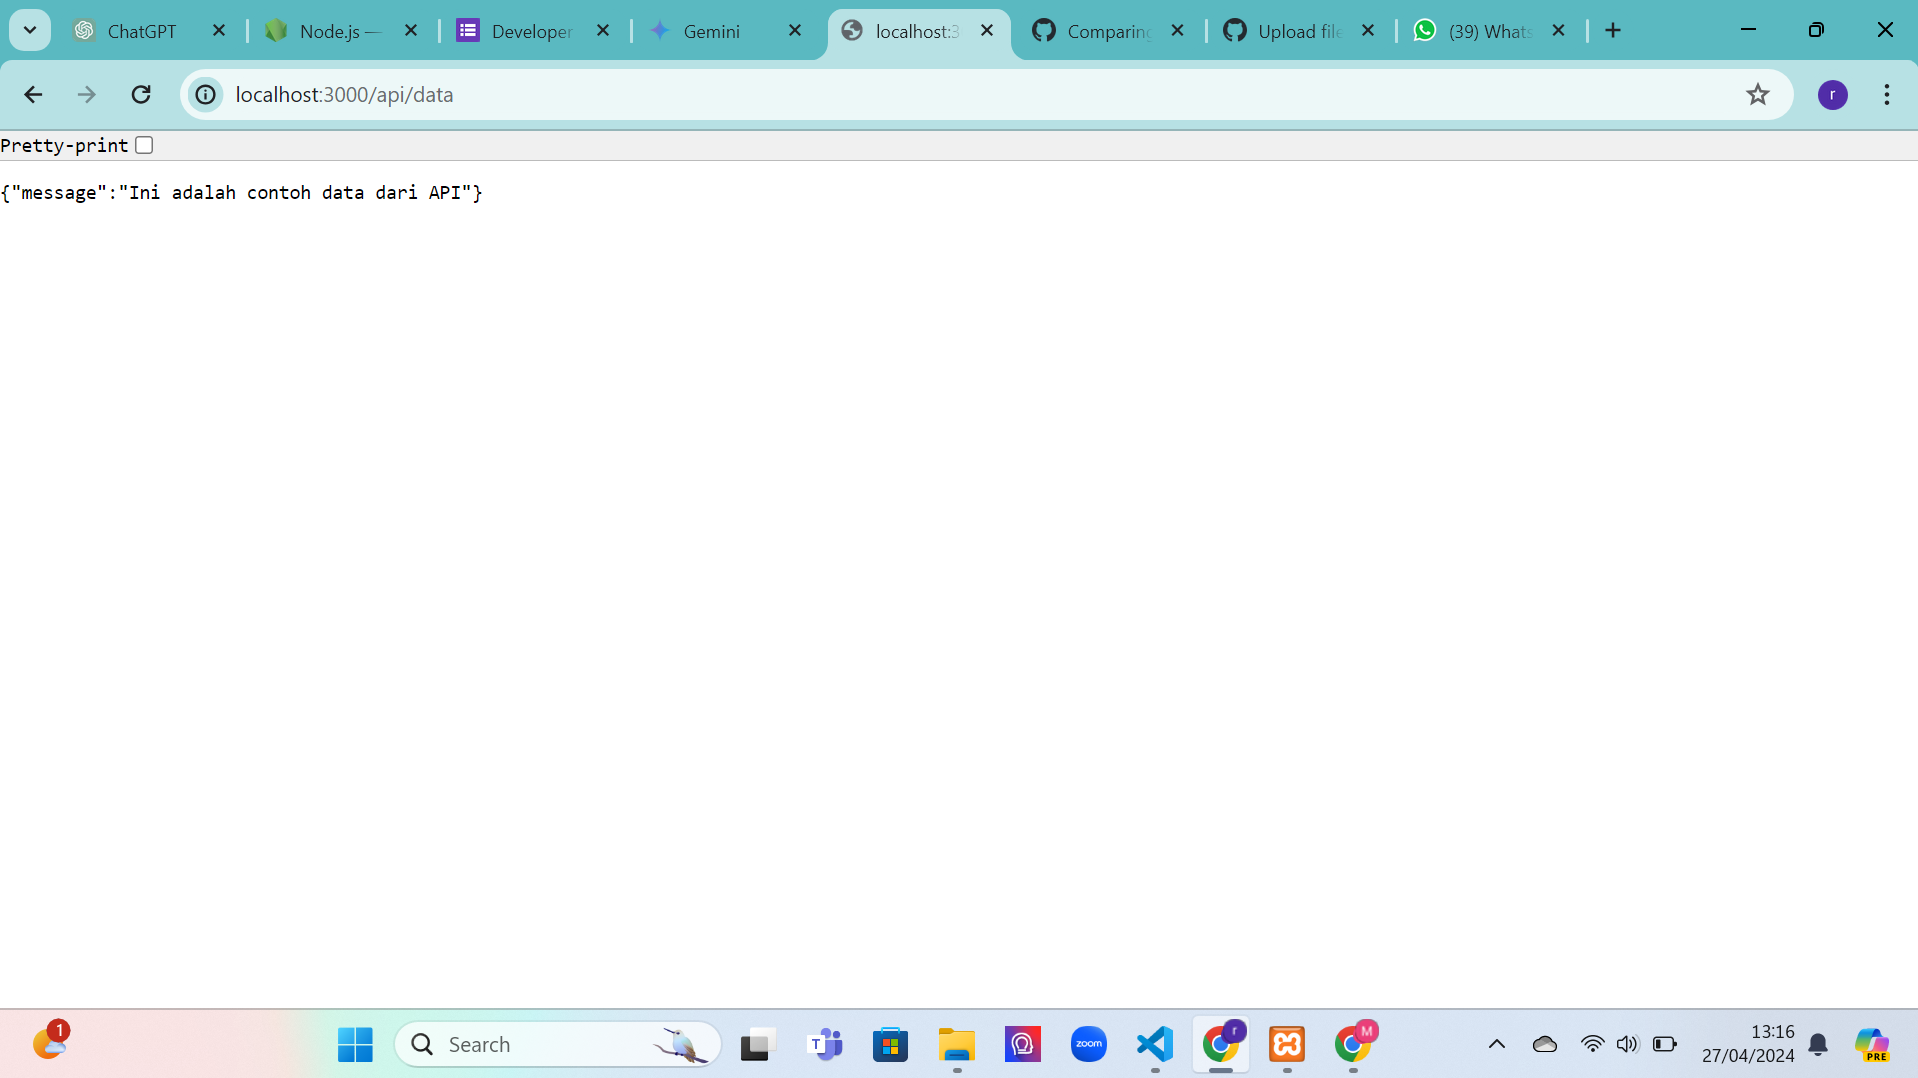 ChatGPT
Node.js —
Developer
Gemini
localhost:3
Comparing
Upload file
(39) Whats
localhost:3000/api/data
r
Pretty-print
{"message":"Ini adalah contoh data dari API"}
1
Search
T
zoom
r
M
13:16
27/04/2024
PRE